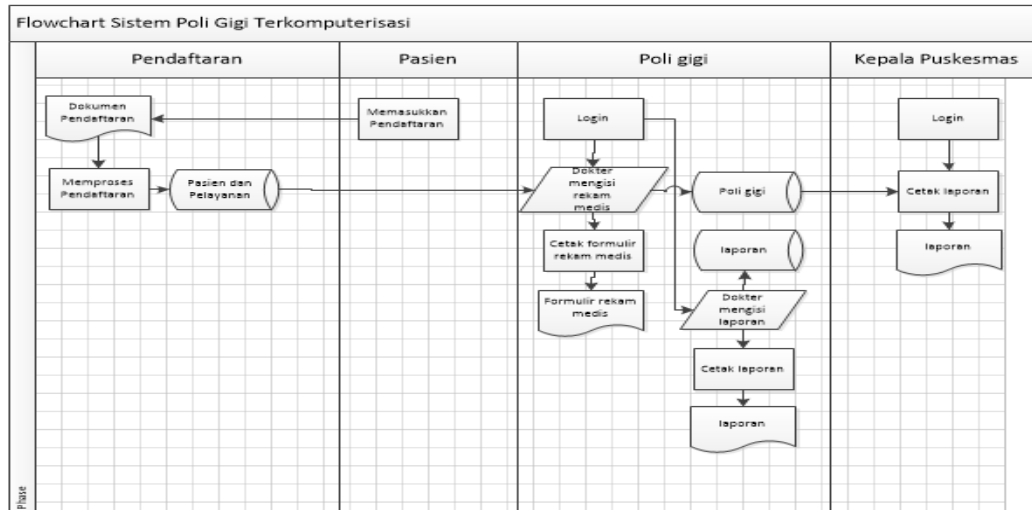 Flowchart Sistem Poli Gigi Terkomputerisasi
Pendaftaran
Pasien
Poli gigi
Kepala Puskesmas
Dokumen
Pendaftaran
Memasukkan
Pendaftaran
Login
Login
Memproses
Pendaftaran
Pasien dan
Pelayanan
Dokter
mengisi
rekam
medis
Poli gigi
Cetak laporan
Cetak formulir
rekam medis
laporan
laporan
Formulir rekam
medis
Dokter
mengisi
laporan
Cetak laporan
laporan
Phase